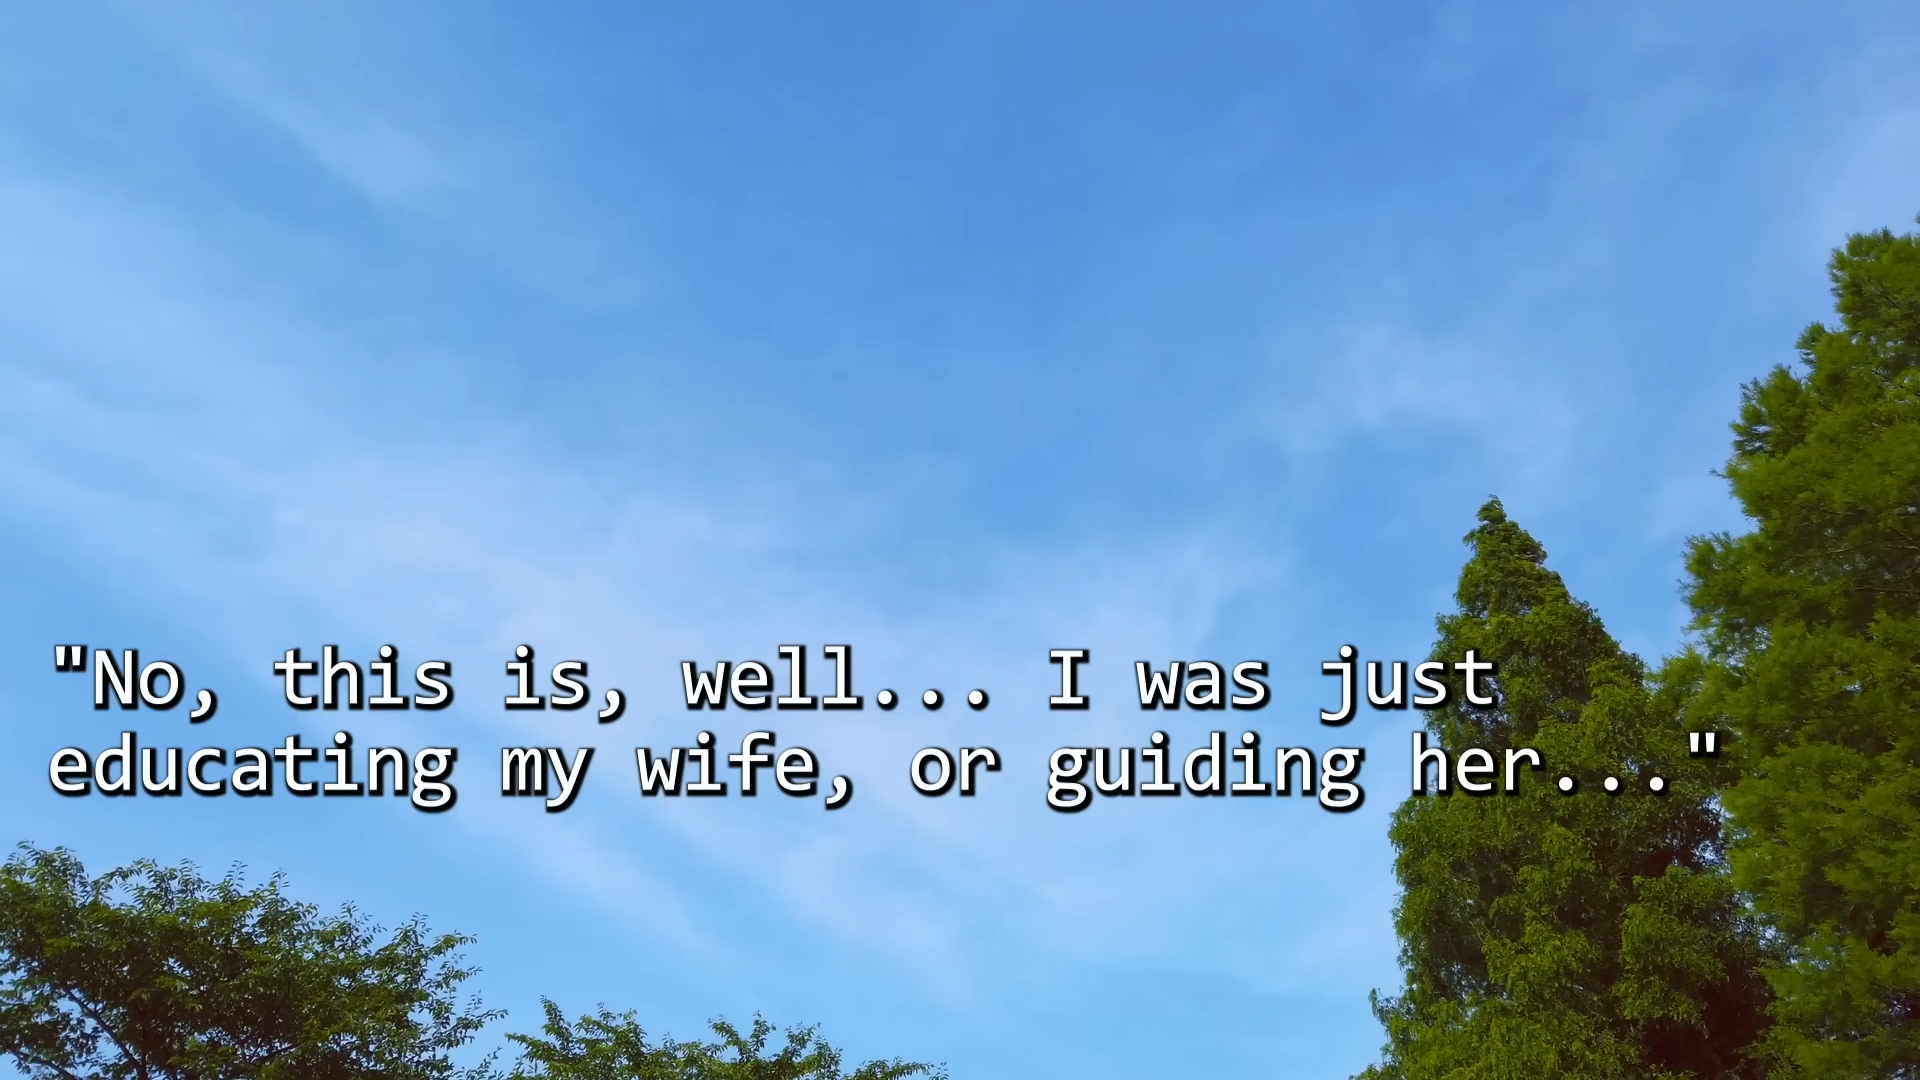 "No, this is, well... I was just
educating my wife, or guiding her..."